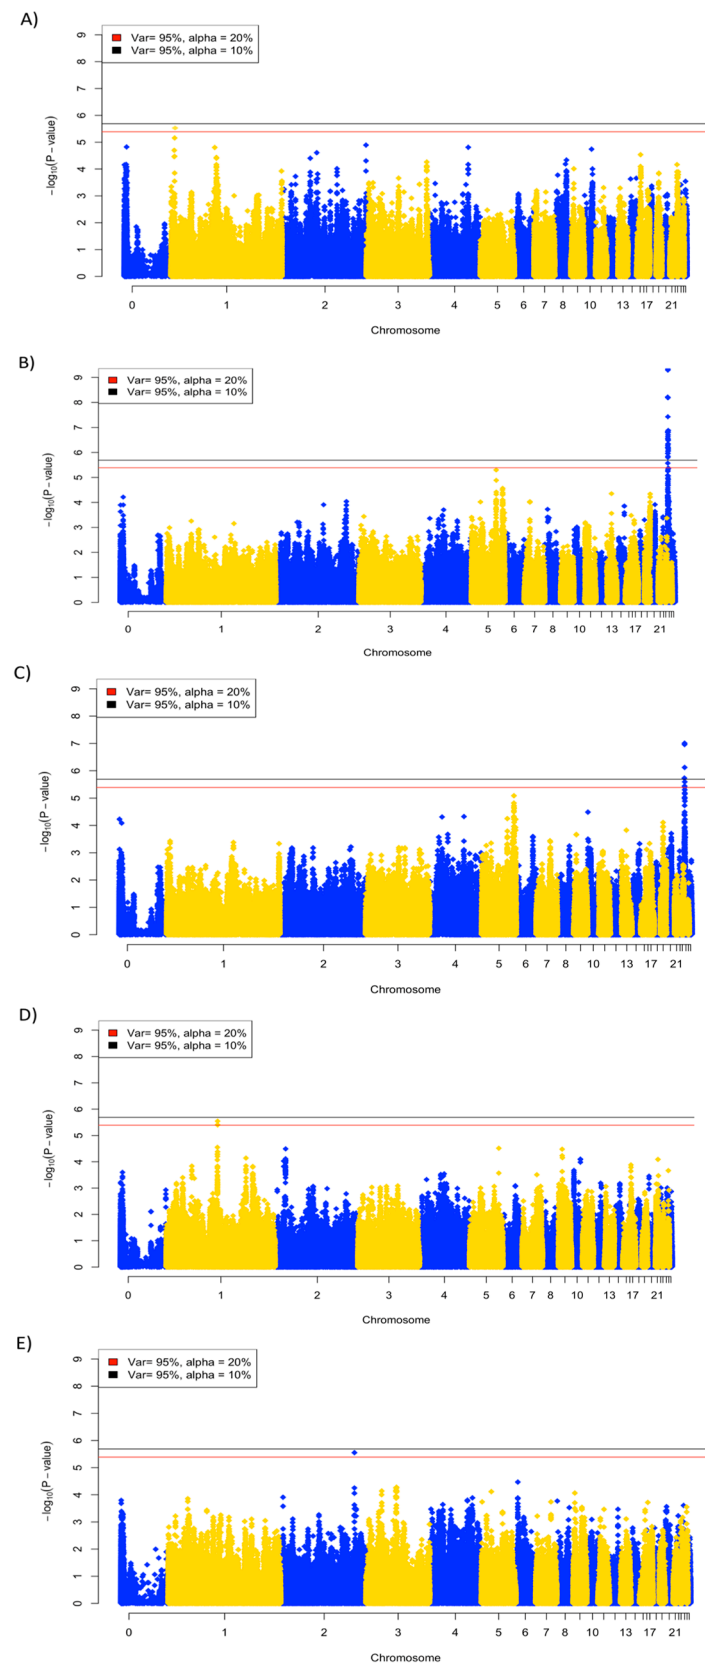 A)
Var= 95%, alpha = 20%
Var= 95%, alpha = 10%
9
8
7
6
5
4
3
2
1
0
−log10(P − value)
0 1 2 3 4 5 6 7 8 10 13 17 21
Chromosome
B)
Var= 95%, alpha = 20%
Var= 95%, alpha = 10%
9
8
7
6
5
4
3
2
1
0
−log10(P − value)
0 1 2 3 4 5 6 7 8 10 13 17 21
Chromosome
C)
Var= 95%, alpha = 20%
Var= 95%, alpha = 10%
9
8
7
6
5
4
3
2
1
0
−log10(P − value)
0 1 2 3 4 5 6 7 8 10 13 17 21
Chromosome
D)
Var= 95%, alpha = 20%
Var= 95%, alpha = 10%
9
8
7
6
5
4
3
2
1
0
−log10(P − value)
0 1 2 3 4 5 6 7 8 10 13 17 21
Chromosome
E)
Var= 95%, alpha = 20%
Var= 95%, alpha = 10%
9
8
7
6
5
4
3
2
1
0
−log10(P − value)
0 1 2 3 4 5 6 7 8 10 13 17 21
Chromosome